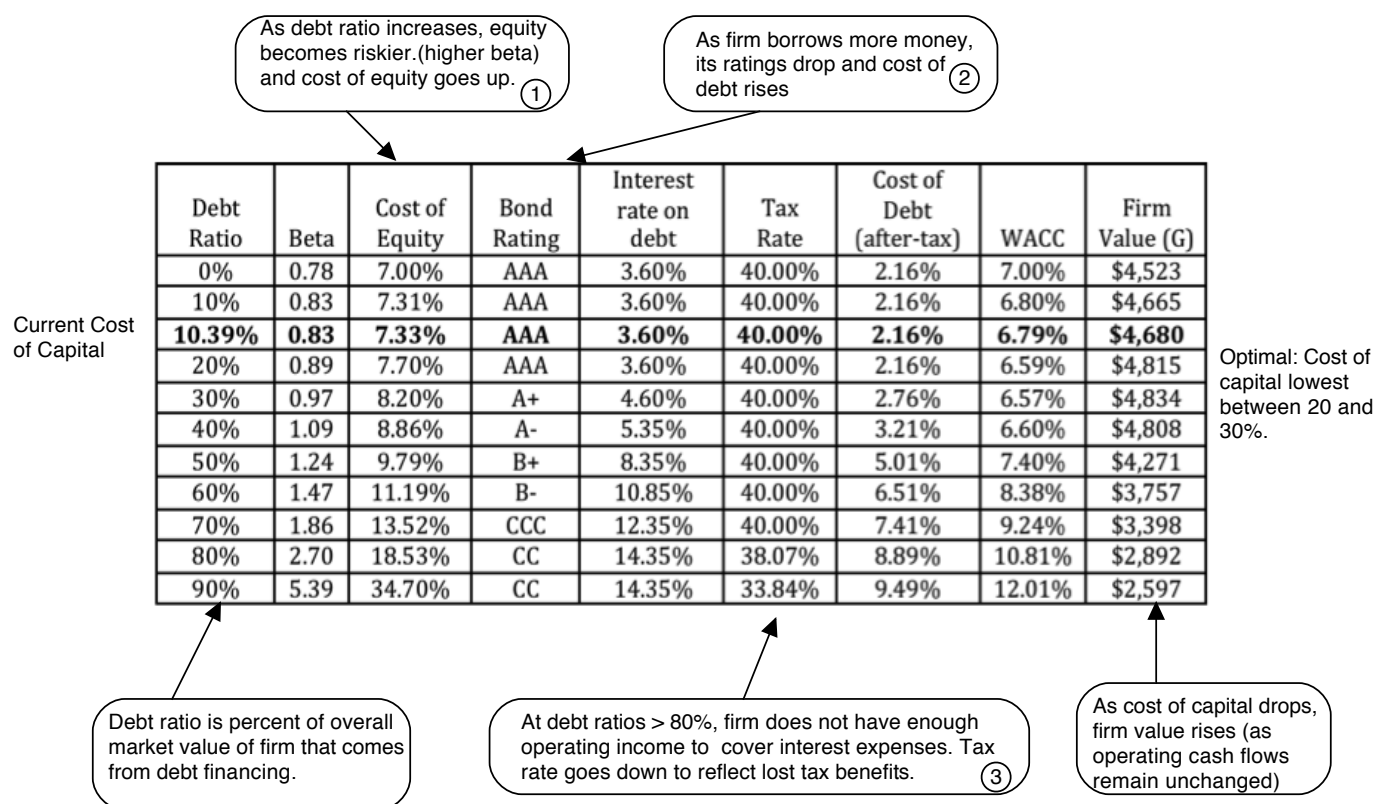 As debt ratio increases, equity
becomes riskier.(higher beta)
and cost of equity goes up.
1
As firm borrows more money,
its ratings drop and cost of
debt rises
2
Debt Ratio Beta Cost of Equity Bond Rating Interest rate on debt Tax Rate Cost of Debt (after-tax) WACC Firm Value (G)
0% 0.78 7.00% AAA 3.60% 40.00% 2.16% 7.00% $4,523
10% 0.83 7.31% AAA 3.60% 40.00% 2.16% 6.80% $4,665
Current Cost
of Capital
10.39% 0.83 7.33% AAA 3.60% 40.00% 2.16% 6.79% $4,680
20% 0.89 7.70% AAA 3.60% 40.00% 2.16% 6.59% $4,815
30% 0.97 8.20% A+ 4.60% 40.00% 2.76% 6.57% $4,834
40% 1.09 8.86% A- 5.35% 40.00% 3.21% 6.60% $4,808
50% 1.24 9.79% B+ 8.35% 40.00% 5.01% 7.40% $4,271
60% 1.47 11.19% B- 10.85% 40.00% 6.51% 8.38% $3,757
70% 1.86 13.52% CCC 12.35% 40.00% 7.41% 9.24% $3,398
80% 2.70 18.53% CC 14.35% 38.07% 8.89% 10.81% $2,892
90% 5.39 34.70% CC 14.35% 33.84% 9.49% 12.01% $2,597
Optimal: Cost of
capital lowest
between 20 and
30%.
Debt ratio is percent of overall
market value of firm that comes
from debt financing.
At debt ratios > 80%, firm does not have enough
operating income to cover interest expenses. Tax
rate goes down to reflect lost tax benefits.
3
As cost of capital drops,
firm value rises (as
operating cash flows
remain unchanged)